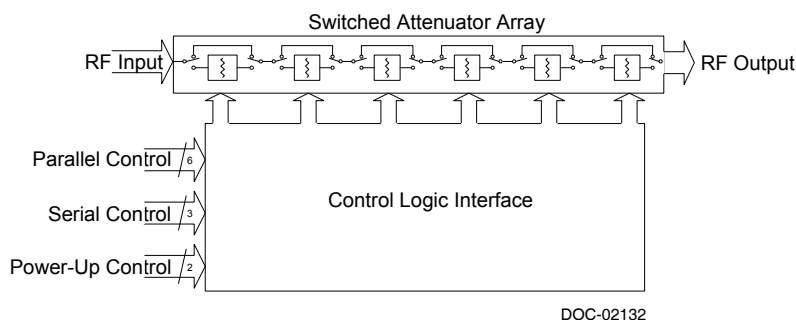 Switched Attenuator Array
RF Input
RF Output
Parallel Control
6
Control Logic Interface
Serial Control
3
Power-Up Control
2
DOC-02132